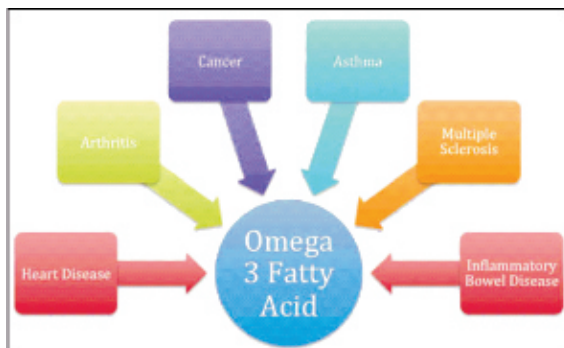 Cancer
Asthma
Arthritis
Multiple
Sclerosis
Heart Disease
Omega
3 Fatty
Acid
Inflammatory
Bowel Disease